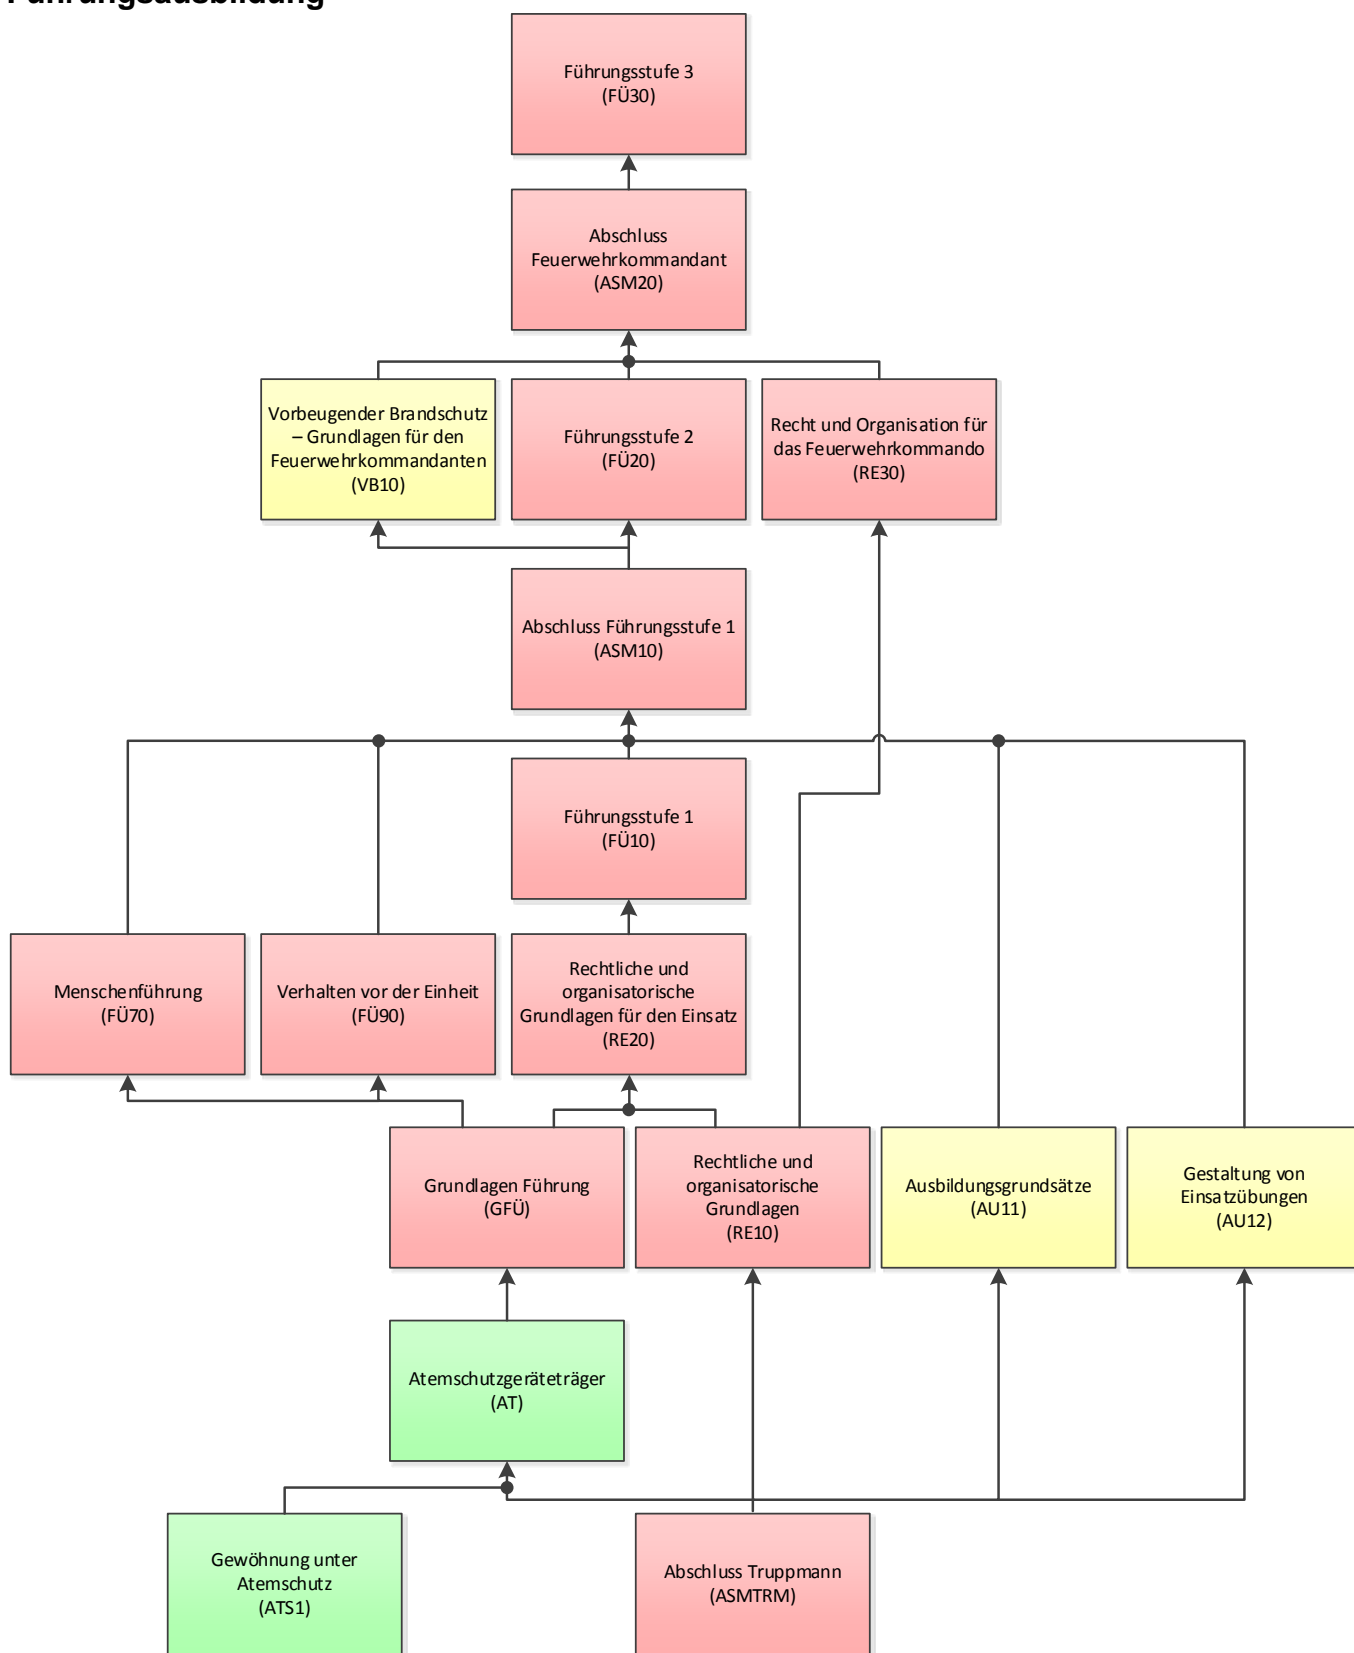 Führungsausbildung
Führungsstufe 3
(FÜ30)
Abschluss
Feuerwehrkommandant
(ASM20)
Vorbeugender Brandschutz
– Grundlagen für den
Feuerwehrkommandanten
(VB10)
Führungsstufe 2
(FÜ20)
Recht und Organisation für
das Feuerwehrkommando
(RE30)
Abschluss Führungsstufe 1
(ASM10)
Führungsstufe 1
(FÜ10)
Menschenführung
(FÜ70)
Verhalten vor der Einheit
(FÜ90)
Rechtliche und
organisatorische
Grundlagen für den Einsatz
(RE20)
Grundlagen Führung
(GFÜ)
Rechtliche und
organisatorische
Grundlagen
(RE10)
Ausbildungsgrundsätze
(AU11)
Gestaltung von
Einsatzübungen
(AU12)
Atemschutzgeräteträger
(AT)
Gewöhnung unter
Atemschutz
(ATS1)
Abschluss Truppmann
(ASMTRM)